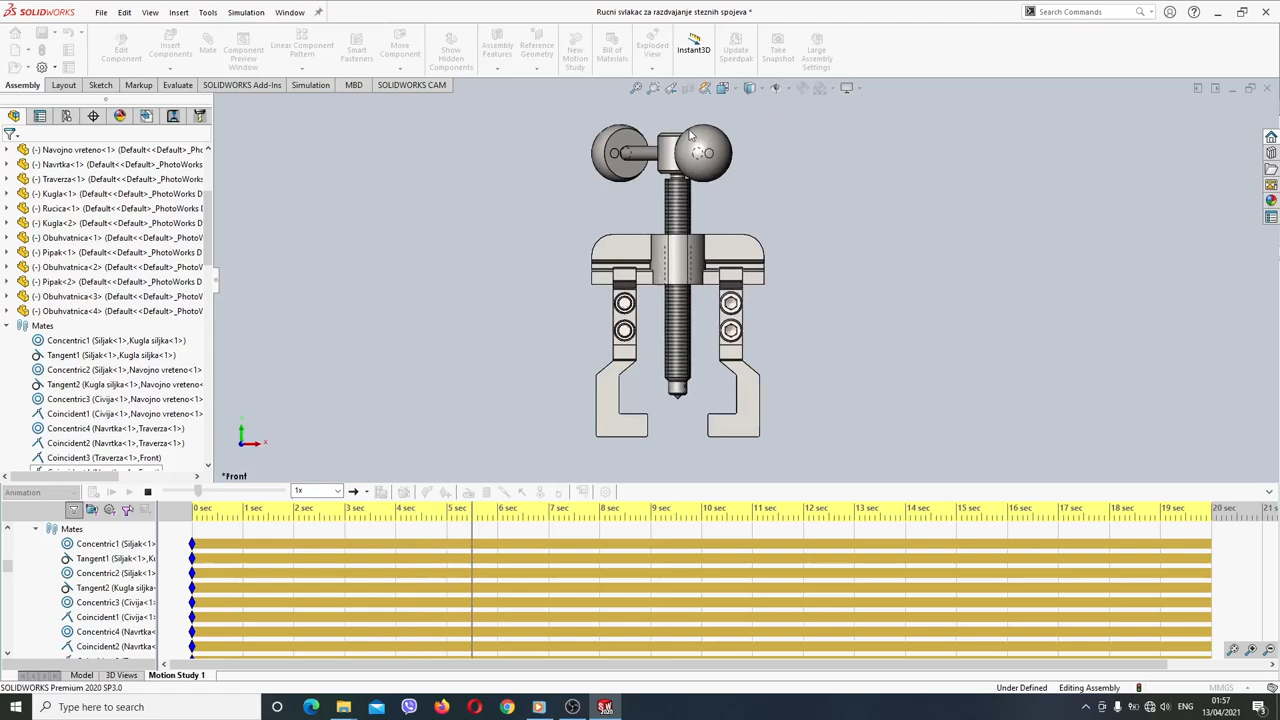 SOLIDWORKS File Edit View Insert Tools Simulation Window Rucni svlakac za razdvajanje steznih spojeva * Search Commands
Edit Component Insert Components Mate Component Preview Window Linear Component Pattern Smart Fasteners Move Component Show Hidden Components Assembly Features Reference Geometry New Motion Study Bill of Materials Exploded View Instant3D Update Speedpak Take Snapshot Large Assembly Settings
Assembly Layout Sketch Markup Evaluate SOLIDWORKS Add-Ins Simulation MBD SOLIDWORKS CAM
(-) Navojno vreteno<1> (Default<<Default>_PhotoWo
(-) Navrtka<1> (Default<<Default>_PhotoWorks D
(-) Traverza<1> (Default<<Default>_PhotoWorks D
(-) Kugla<1> (Default<<Default>_PhotoWorks Disp
(-) Rucica<1> (Default<<Default>_PhotoWorks Dis
(-) Kugla<2> (Default<<Default>_PhotoWorks Disp
(-) Obuhvatnica<1> (Default<<Default>_PhotoWo
(-) Pipak<1> (Default<<Default>_PhotoWorks Disp
(-) Obuhvatnica<2> (Default<<Default>_PhotoWo
(-) Pipak<2> (Default<<Default>_PhotoWorks Disp
(-) Obuhvatnica<3> (Default<<Default>_PhotoWo
(-) Obuhvatnica<4> (Default<<Default>_PhotoWo
Mates
Concentric1 (Siljak<1>,Kugla siljka<1>)
Tangent1 (Siljak<1>,Kugla siljka<1>)
Concentric2 (Siljak<1>,Navojno vreteno<1>)
Tangent2 (Kugla siljka<1>,Navojno vreteno<
Concentric3 (Civija<1>,Navojno vreteno<1>)
Coincident1 (Civija<1>,Navojno vreteno<1>)
Concentric4 (Navrtka<1>,Traverza<1>)
Coincident2 (Navrtka<1>,Traverza<1>)
Coincident3 (Traverza<1>,Front)
*Front
Animation 1x
0 sec 1 sec 2 sec 3 sec 4 sec 5 sec 6 sec 7 sec 8 sec 9 sec 10 sec 11 sec 12 sec 13 sec 14 sec 15 sec 16 sec 17 sec 18 sec 19 sec 20 sec 21 s
Mates
Concentric1 (Siljak<1>
Tangent1 (Siljak<1>,Ku
Concentric2 (Siljak<1>
Tangent2 (Kugla siljka
Concentric3 (Civija<1>
Coincident1 (Civija<1>
Concentric4 (Navrtka<
Coincident2 (Navrtka<
Model 3D Views Motion Study 1
SOLIDWORKS Premium 2020 SP3.0 Under Defined Editing Assembly MMGS
Type here to search ENG 01:57
13/04/2021